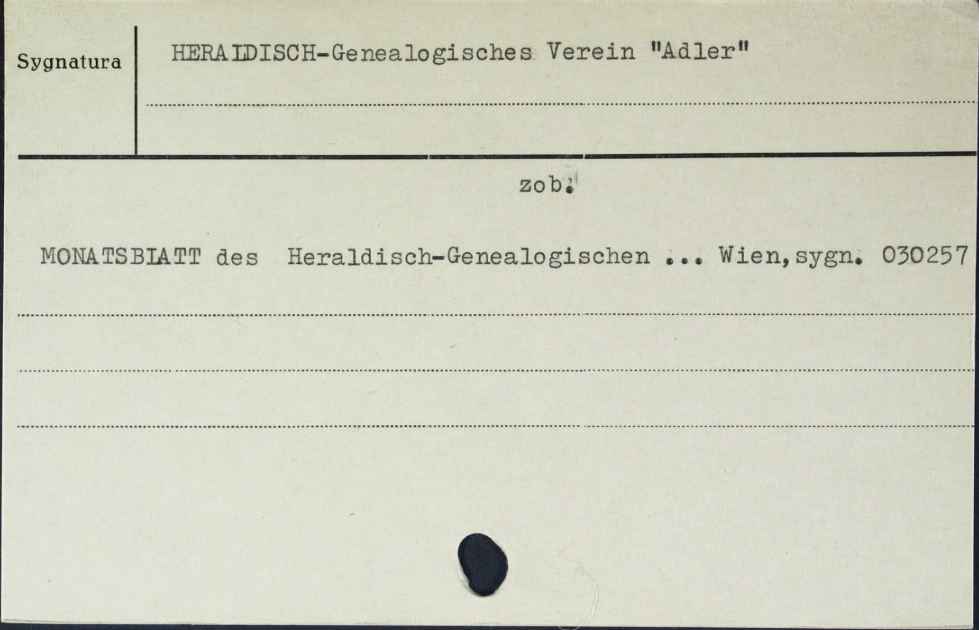 Sygnatura
HERALDISCH-Genealogisches Verein "Adler"
zob:
MONATSBLATT des Heraldisch-Genealogischen ... Wien,sygn. 030257